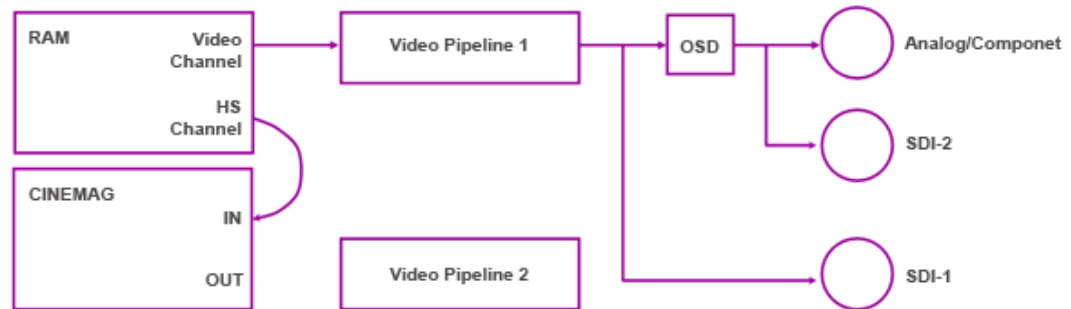 RAM
Video
Channel
HS
Channel
Video Pipeline 1
OSD
Analog/Componet
SDI-2
CINEMAG
IN
OUT
Video Pipeline 2
SDI-1